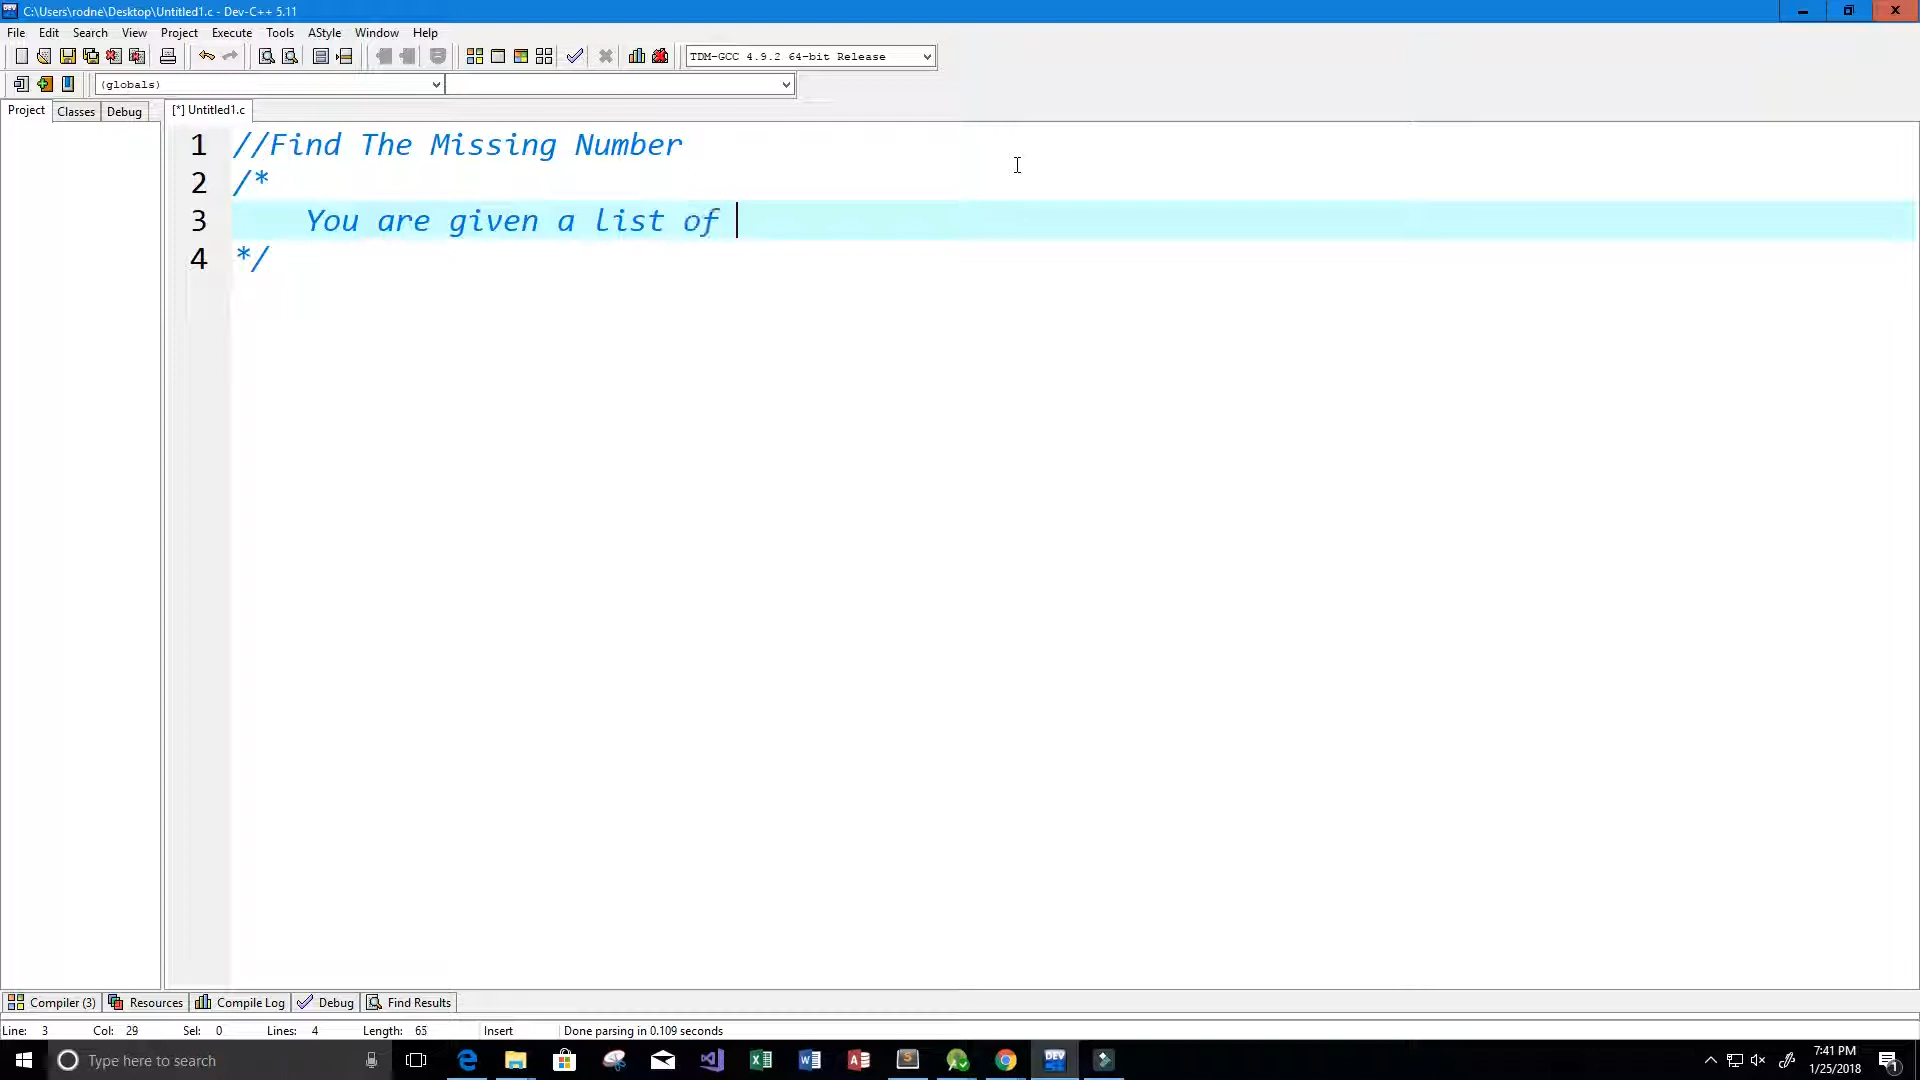 C:\Users\rodne\Desktop\Untitled1.c - Dev-C++ 5.11
File Edit Search View Project Execute Tools AStyle Window Help
TDM-GCC 4.9.2 64-bit Release
(globals)
Project Classes Debug [*] Untitled1.c
1 //Find The Missing Number
2 /*
3 You are given a list of
4 */
Compiler (3) Resources Compile Log Debug Find Results
Line: 3 Col: 29 Sel: 0 Lines: 4 Length: 65 Insert Done parsing in 0.109 seconds
Type here to search
7:41 PM
1/25/2018